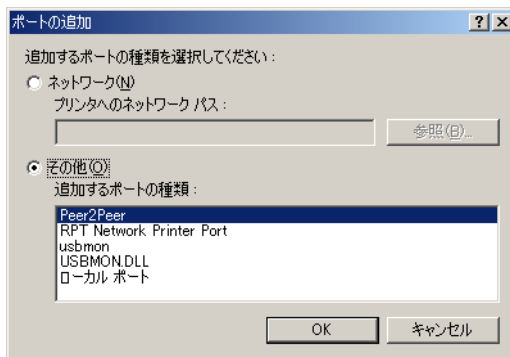 ポートの追加
追加するポートの種類を選択してください:
ネットワーク(N)
プリンタへのネットワーク パス:
参照(B)...
その他(O)
追加するポートの種類:
Peer2Peer
RPT Network Printer Port
usbmon
USBMON.DLL
ローカル ポート
OK キャンセル